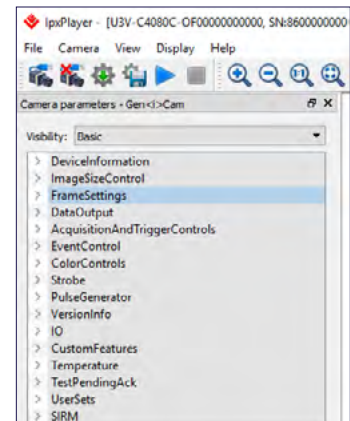 IpxPlayer - [U3V-C4080C-OF00000000000, SN:8600000000
File Camera View Display Help
Camera parameters - Gen<i>Cam
Visibility: Basic
> DeviceInformation
> ImageSizeControl
> FrameSettings
> DataOutput
> AcquisitionAndTriggerControls
> EventControl
> ColorControls
> Strobe
> PulseGenerator
> VersionInfo
> IO
> CustomFeatures
> Temperature
> TestPendingAck
> UserSets
> SIRM